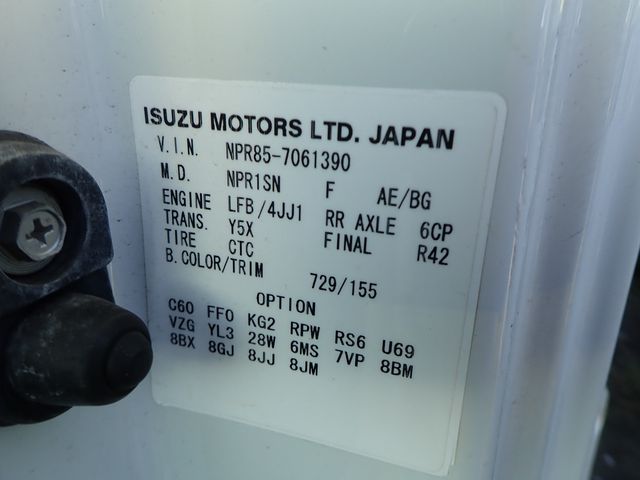 ISUZU MOTORS LTD. JAPAN
V.I.N. NPR85-7061390
M.D. NPR1SN F AE/BG
ENGINE LFB/4JJ1 RR AXLE 6CP
TRANS. Y5X FINAL R42
TIRE CTC
B.COLOR/TRIM 729/155
OPTION
C60 FF0 KG2 RPW RS6 U69
VZG YL3 28W 6MS 7VP 8BM
8BX 8GJ 8JJ 8JM